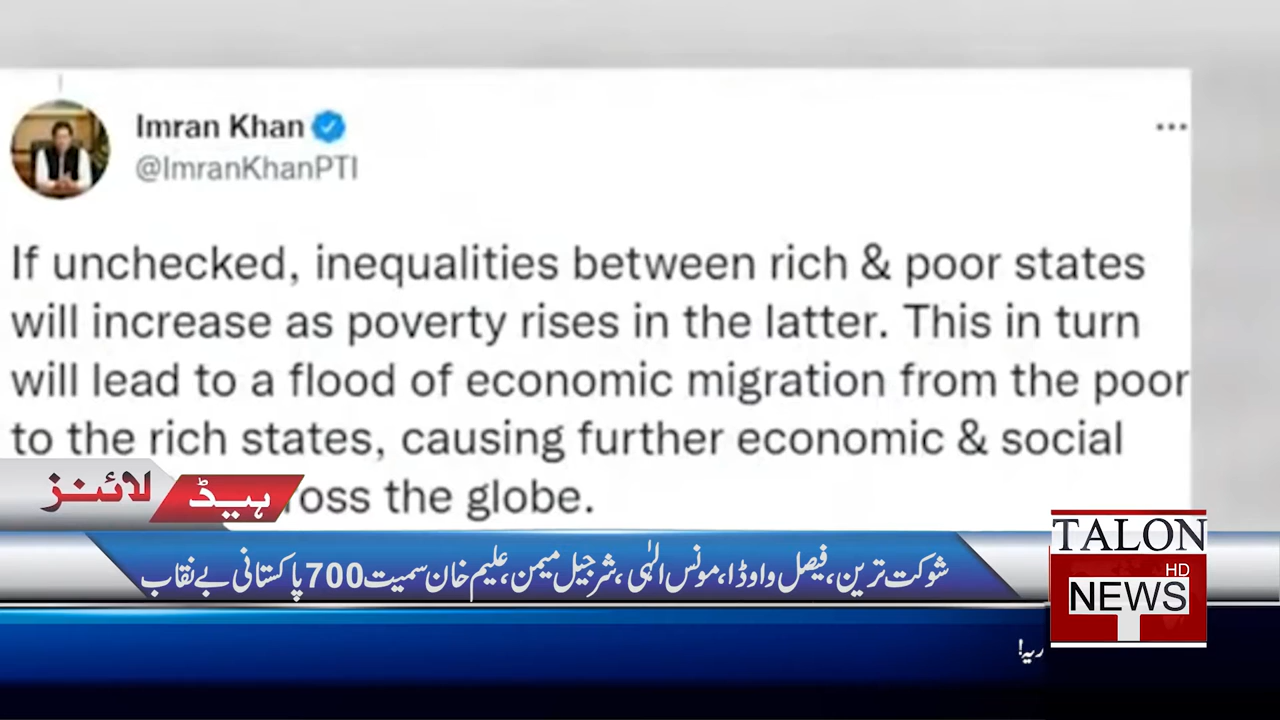 Imran Khan
@ImranKhanPTI
If unchecked, inequalities between rich & poor states
will increase as poverty rises in the latter. This in turn
will lead to a flood of economic migration from the poor
to the rich states, causing further economic & social
the globe.
ہیڈ لائنز
شوکت ترین، فیصل واوڈا، مونس الٰہی، شرجیل میمن، علیم خان سمیت 700 پاکستانی بے نقاب
TALON
HD
NEWS